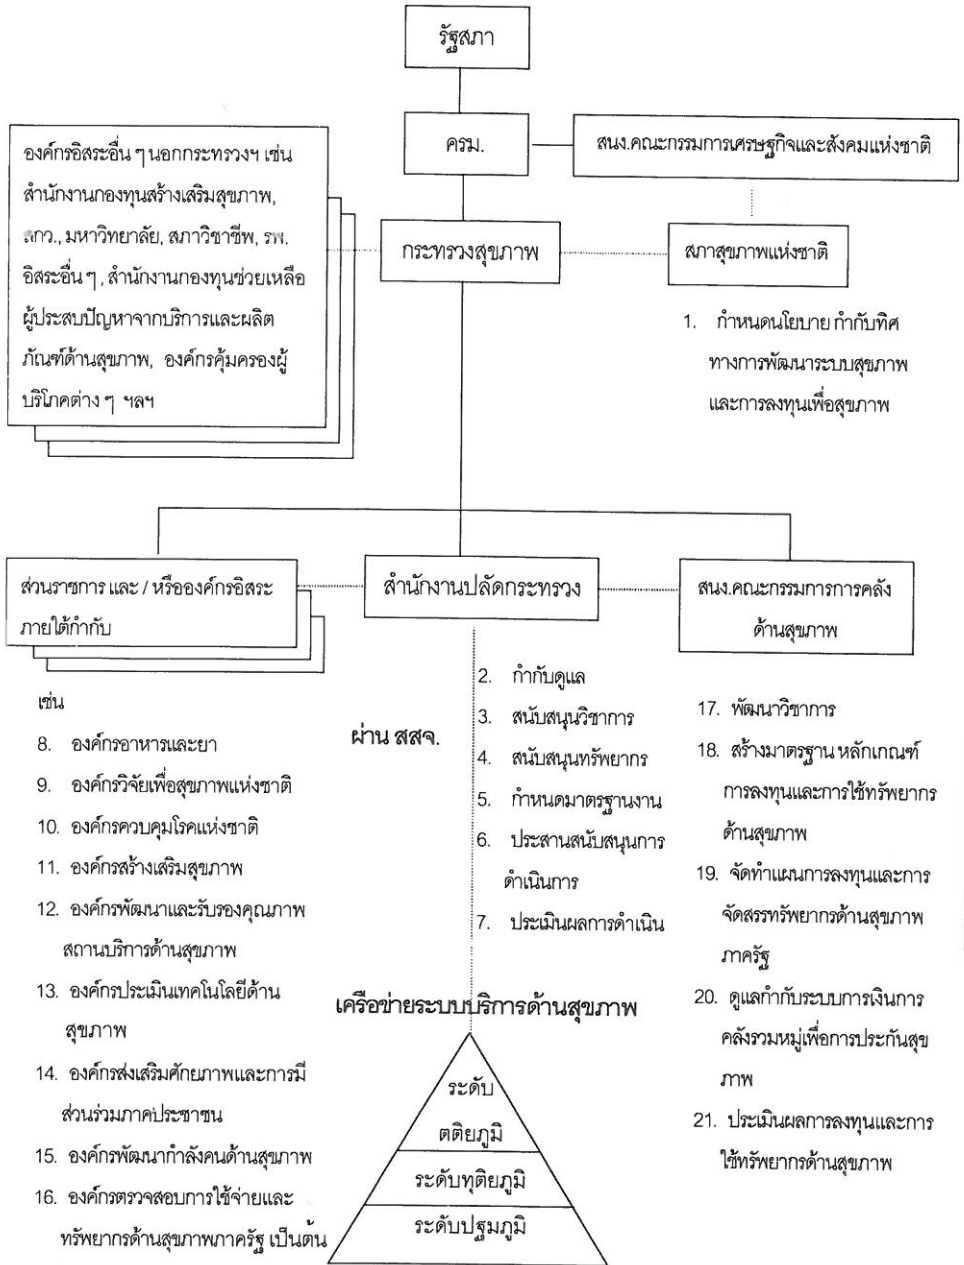 รัฐสภา
ครม.
สนง.คณะกรรมการเศรษฐกิจและสังคมแห่งชาติ
องค์กรอิสระอื่น ๆ นอกกระทรวงฯ เช่น
สำนักงานกองทุนสร้างเสริมสุขภาพ,
สกว., มหาวิทยาลัย, สภาวิชาชีพ, รพ.
อิสระอื่น ๆ, สำนักงานกองทุนช่วยเหลือ
ผู้ประสบปัญหาจากบริการและผลิต
ภัณฑ์ด้านสุขภาพ, องค์กรคุ้มครองผู้
บริโภคต่าง ๆ ฯลฯ
กระทรวงสุขภาพ
สภาสุขภาพแห่งชาติ
1. กำหนดนโยบาย กำกับทิศ
ทางการพัฒนาระบบสุขภาพ
และการลงทุนเพื่อสุขภาพ
ส่วนราชการ และ / หรือองค์กรอิสระ
ภายใต้กำกับ
สำนักงานปลัดกระทรวง
สนง.คณะกรรมการการคลัง
ด้านสุขภาพ
เช่น
8. องค์กรอาหารและยา
9. องค์กรวิจัยเพื่อสุขภาพแห่งชาติ
10. องค์กรควบคุมโรคแห่งชาติ
11. องค์กรสร้างเสริมสุขภาพ
12. องค์กรพัฒนาและรับรองคุณภาพ
สถานบริการด้านสุขภาพ
13. องค์กรประเมินเทคโนโลยีด้าน
สุขภาพ
14. องค์กรส่งเสริมศักยภาพและการมี
ส่วนร่วมภาคประชาชน
15. องค์กรพัฒนากำลังคนด้านสุขภาพ
16. องค์กรตรวจสอบการใช้จ่ายและ
ทรัพยากรด้านสุขภาพภาครัฐ เป็นต้น
ผ่าน สสจ.
2. กำกับดูแล
3. สนับสนุนวิชาการ
4. สนับสนุนทรัพยากร
5. กำหนดมาตรฐานงาน
6. ประสานสนับสนุนการ
ดำเนินการ
7. ประเมินผลการดำเนิน
เครือข่ายระบบบริการด้านสุขภาพ
ระดับ
ตติยภูมิ
ระดับทุติยภูมิ
ระดับปฐมภูมิ
17. พัฒนาวิชาการ
18. สร้างมาตรฐาน หลักเกณฑ์
การลงทุนและการใช้ทรัพยากร
ด้านสุขภาพ
19. จัดทำแผนการลงทุนและการ
จัดสรรทรัพยากรด้านสุขภาพ
ภาครัฐ
20. ดูแลกำกับระบบการเงินการ
คลังรวมหมู่เพื่อการประกันสุข
ภาพ
21. ประเมินผลการลงทุนและการ
ใช้ทรัพยากรด้านสุขภาพ